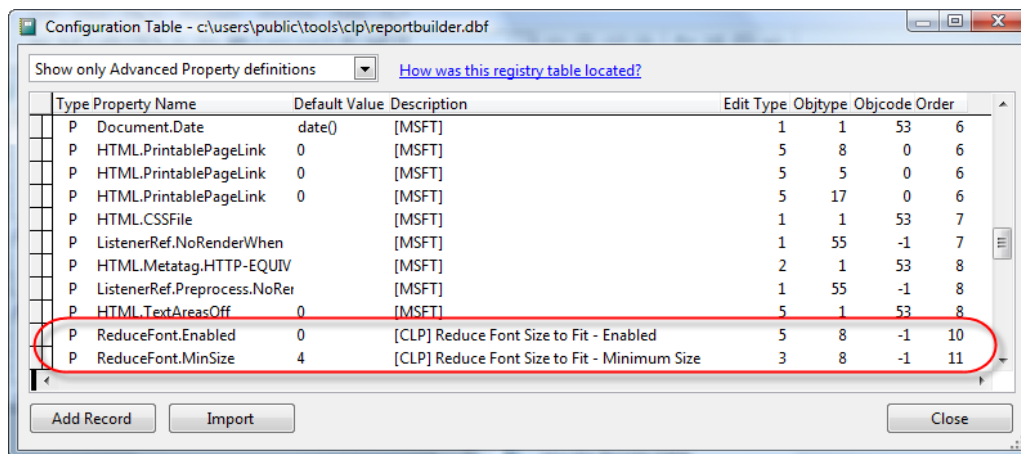 Configuration Table - c:\users\public\tools\clp\reportbuilder.dbf
Show only Advanced Property definitions How was this registry table located?
Type Property Name Default Value Description Edit Type Objtype Objcode Order
P Document.Date date() [MSFT] 1 1 53 6
P HTML.PrintablePageLink 0 [MSFT] 5 8 0 6
P HTML.PrintablePageLink 0 [MSFT] 5 5 0 6
P HTML.PrintablePageLink 0 [MSFT] 5 17 0 6
P HTML.CSSFile [MSFT] 1 1 53 7
P ListenerRef.NoRenderWhen [MSFT] 1 55 -1 7
P HTML.Metatag.HTTP-EQUIV [MSFT] 2 1 53 8
P ListenerRef.Preprocess.NoRer [MSFT] 1 55 -1 8
P HTML.TextAreasOff 0 [MSFT] 5 1 53 8
P ReduceFont.Enabled 0 [CLP] Reduce Font Size to Fit - Enabled 5 8 -1 10
P ReduceFont.MinSize 4 [CLP] Reduce Font Size to Fit - Minimum Size 3 8 -1 11
Add Record Import Close